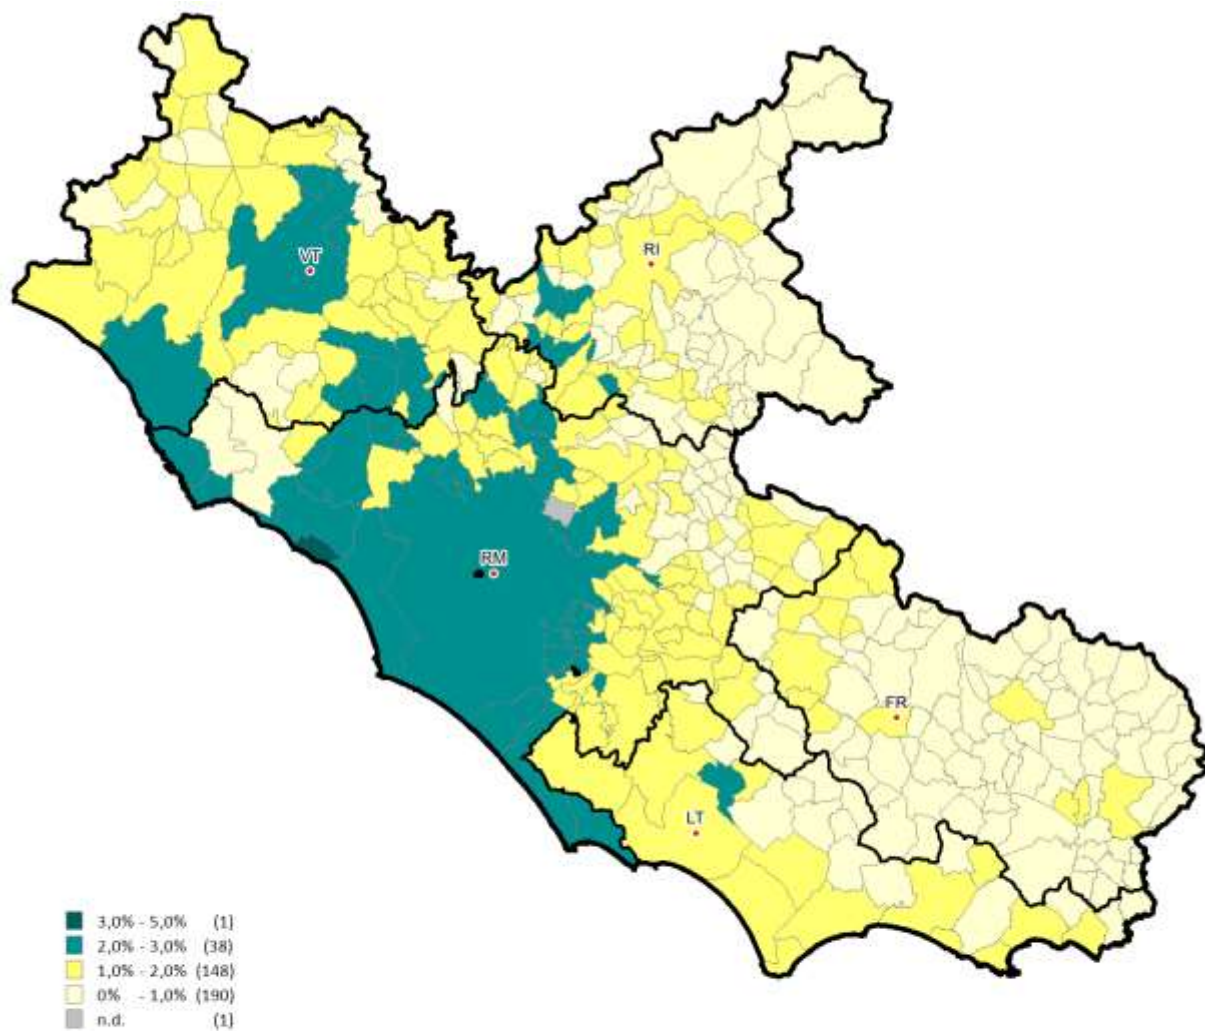 VT
RI
RM
FR
LT
3,0% - 5,0% (1)
2,0% - 3,0% (38)
1,0% - 2,0% (148)
0% - 1,0% (190)
n.d. (1)